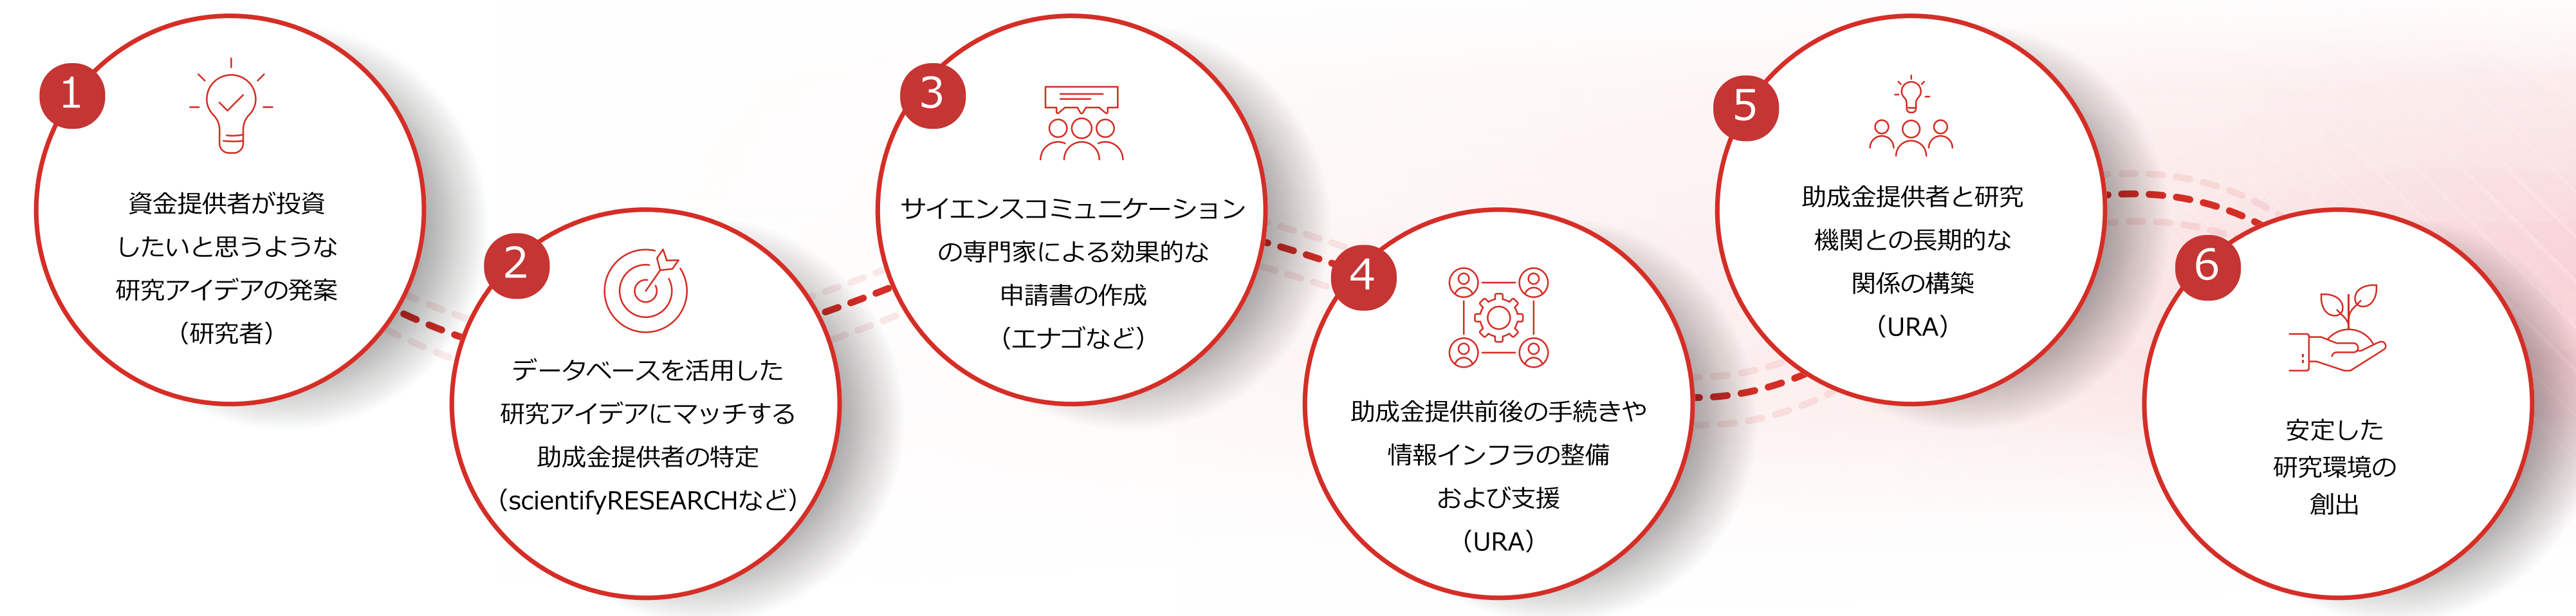 1
資金提供者が投資
したいと思うような
研究アイデアの発案
（研究者）
2
データベースを活用した
研究アイデアにマッチする
助成金提供者の特定
（scientifyRESEARCHなど）
3
サイエンスコミュニケーション
の専門家による効果的な
申請書の作成
（エナゴなど）
4
助成金提供前後の手続きや
情報インフラの整備
および支援
（URA）
5
助成金提供者と研究
機関との長期的な
関係の構築
（URA）
6
安定した
研究環境の
創出